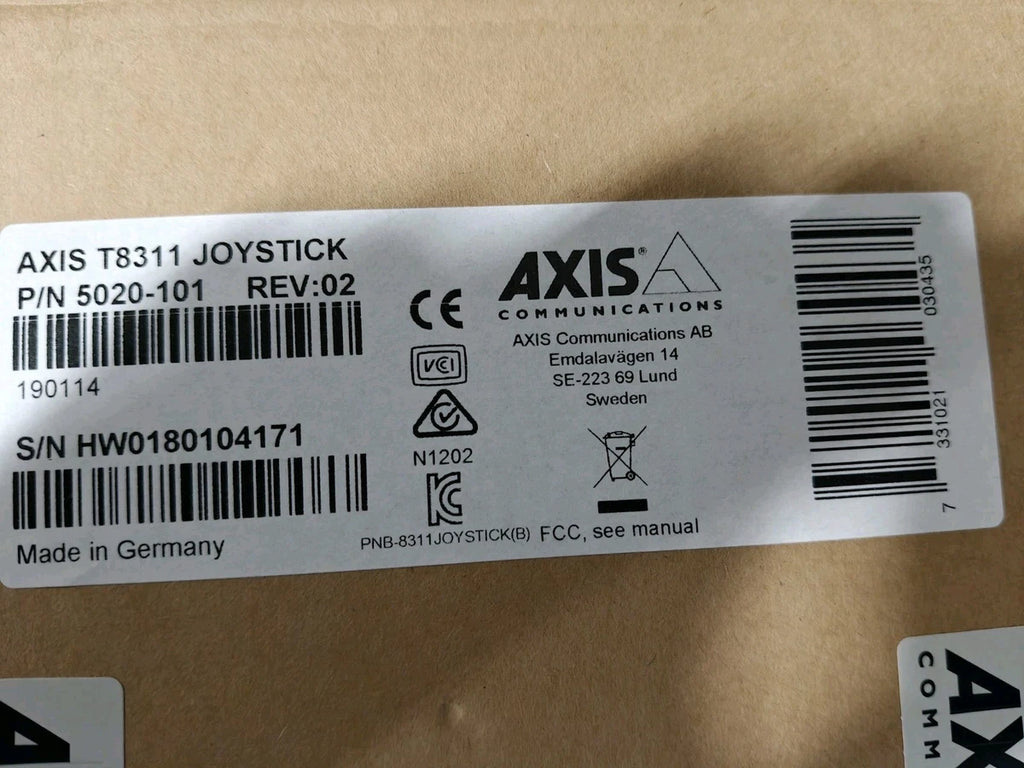 AXIS T8311 JOYSTICK
P/N 5020-101 REV:02
190114
S/N HW0180104171
Made in Germany
CE
VCI
N1202
PNB-8311JOYSTICK(B) FCC, see manual
AXIS®
COMMUNICATIONS
AXIS Communications AB
Emdalavägen 14
SE-223 69 Lund
Sweden
7 331021 030435
A
AX
COMM